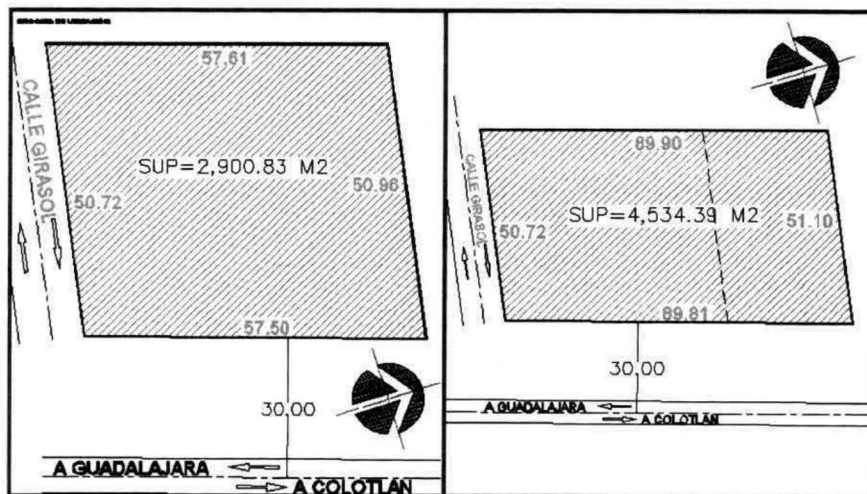 57.61
CALLE GIRASOL
SUP=2,900.83 M2
50.72
50.96
57.50
30.00
A GUADALAJARA
A COLOTLAN
89.90
CALLE GIRASOL
SUP=4,534.39 M2
50.72
51.10
89.81
30.00
A GUADALAJARA
A COLOTLAN